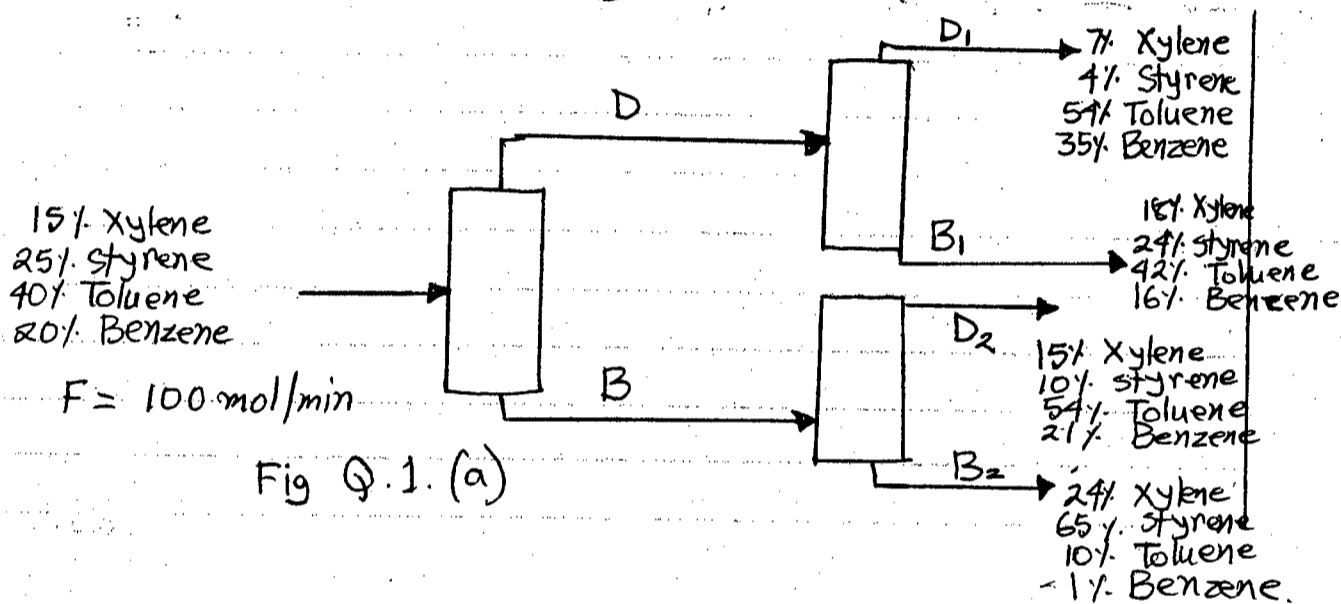 D₁
7% Xylene
4% Styrene
54% Toluene
35% Benzene
D
15% Xylene
25% Styrene
40% Toluene
20% Benzene
F = 100 mol/min
B₁
18% Xylene
24% Styrene
42% Toluene
16% Benzene
D₂
15% Xylene
10% Styrene
54% Toluene
21% Benzene
B
B₂
24% Xylene
65% Styrene
10% Toluene
-1% Benzene.
Fig Q.1.(a)